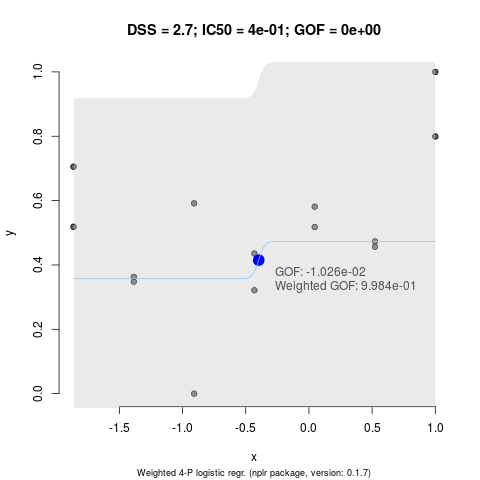 DSS = 2.7; IC50 = 4e-01; GOF = 0e+00
1.0
0.8
0.6
0.4
0.2
0.0
y
GOF: -1.026e-02
Weighted GOF: 9.984e-01
-1.5 -1.0 -0.5 0.0 0.5 1.0
x
Weighted 4-P logistic regr. (nplr package, version: 0.1.7)